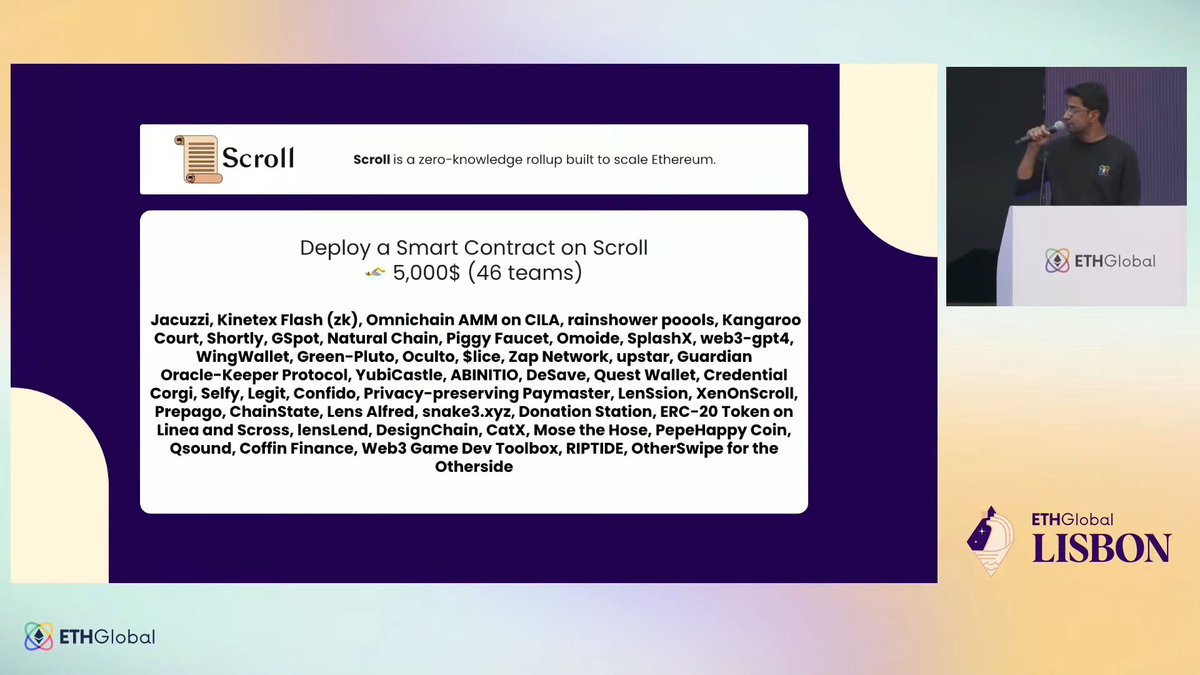 Scroll
Scroll is a zero-knowledge rollup built to scale Ethereum.
Deploy a Smart Contract on Scroll
5,000$ (46 teams)
Jacuzzi, Kinetex Flash (zk), Omnichain AMM on CILA, rainshower poools, Kangaroo
Court, Shortly, GSpot, Natural Chain, Piggy Faucet, Omoide, SplashX, web3-gpt4,
WingWallet, Green-Pluto, Oculto, $lice, Zap Network, upstar, Guardian
Oracle-Keeper Protocol, YubiCastle, ABINITIO, DeSave, Quest Wallet, Credential
Corgi, Selfy, Legit, Confido, Privacy-preserving Paymaster, LenSsion, XenOnScroll,
Prepago, ChainState, Lens Alfred, snake3.xyz, Donation Station, ERC-20 Token on
Linea and Scross, lensLend, DesignChain, CatX, Mose the Hose, PepeHappy Coin,
Qsound, Coffin Finance, Web3 Game Dev Toolbox, RIPTIDE, OtherSwipe for the
Otherside
ETHGlobal
ETHGlobal
LISBON
ETHGlobal